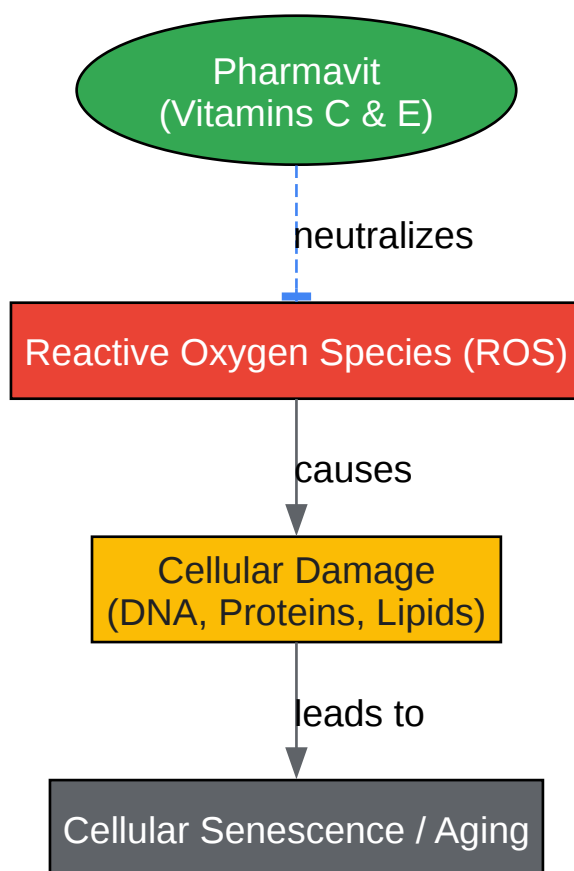 Pharmavit
(Vitamins C & E)
neutralizes
Reactive Oxygen Species (ROS)
causes
Cellular Damage
(DNA, Proteins, Lipids)
leads to
Cellular Senescence / Aging